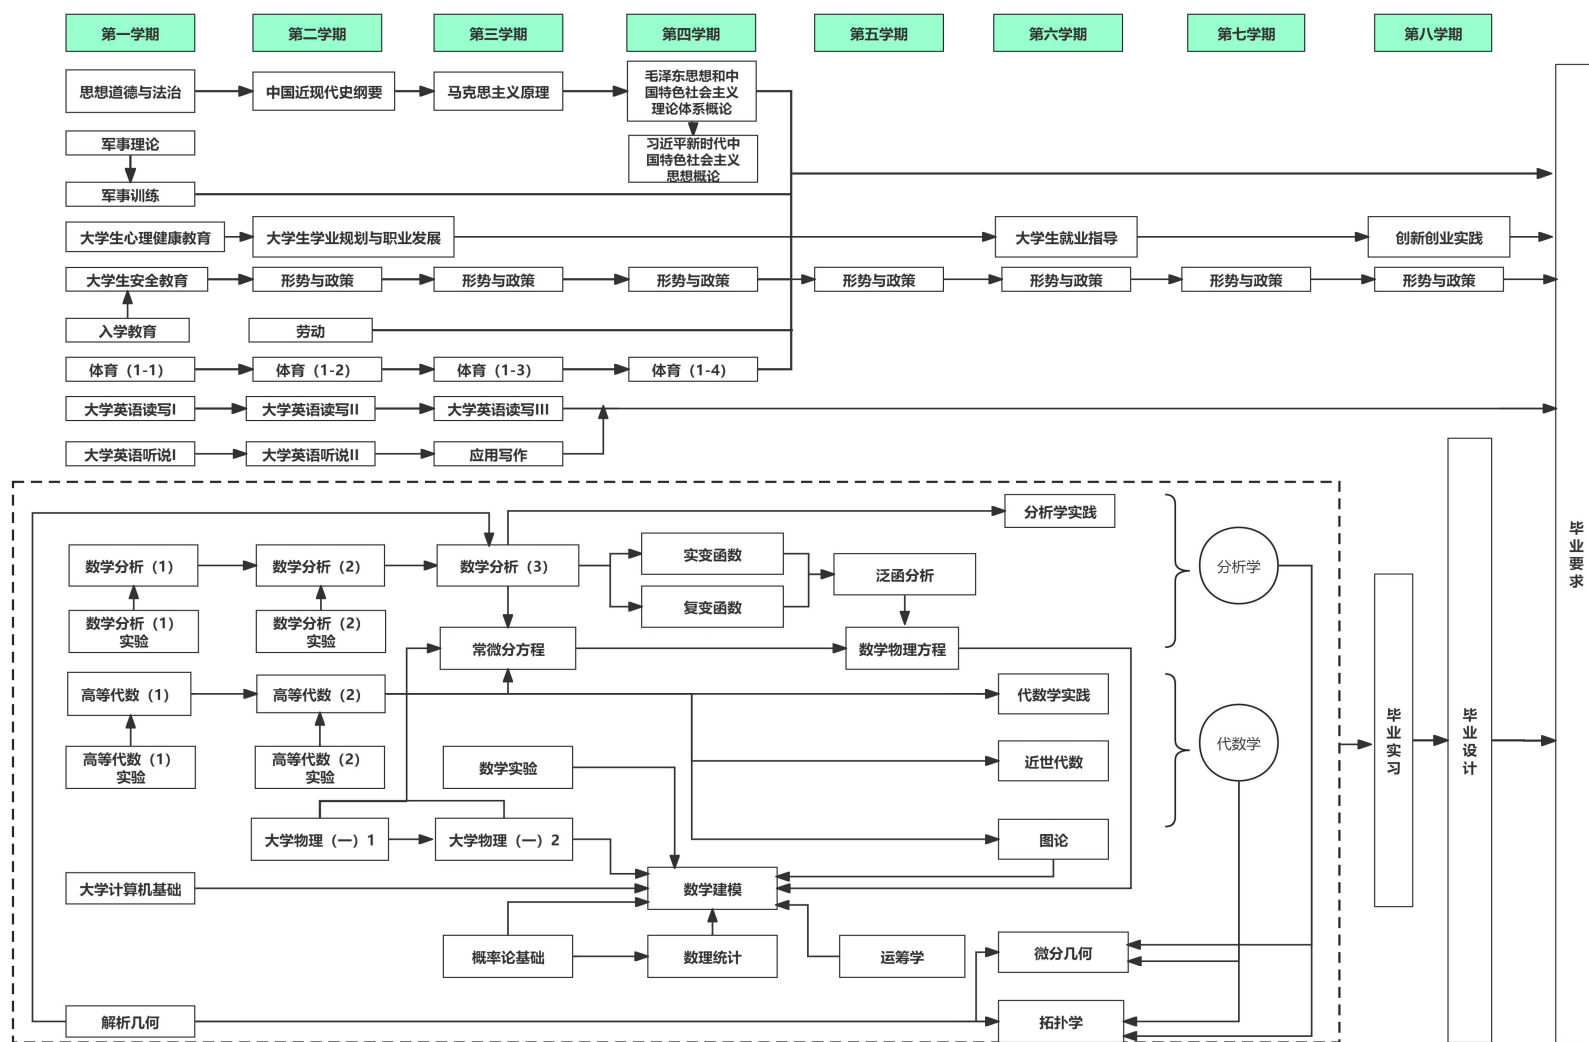 第一学期
第二学期
第三学期
第四学期
第五学期
第六学期
第七学期
第八学期
思想道德与法治
中国近现代史纲要
马克思主义原理
毛泽东思想和中
国特色社会主义
理论体系概论
军事理论
习近平新时代中
国特色社会主义
思想概论
军事训练
大学生心理健康教育
大学生学业规划与职业发展
大学生就业指导
创新创业实践
大学生安全教育
形势与政策
形势与政策
形势与政策
形势与政策
形势与政策
形势与政策
形势与政策
入学教育
劳动
体育（1-1）
体育（1-2）
体育（1-3）
体育（1-4）
大学英语读写I
大学英语读写II
大学英语读写III
大学英语听说I
大学英语听说II
应用写作
分析学实践
数学分析（1）
数学分析（2）
数学分析（3）
实变函数
泛函分析
分析学
复变函数
数学分析（1）
实验
数学分析（2）
实验
常微分方程
数学物理方程
高等代数（1）
高等代数（2）
代数学实践
高等代数（1）
实验
高等代数（2）
实验
数学实验
近世代数
代数学
大学物理（一）1
大学物理（一）2
图论
大学计算机基础
数学建模
概率论基础
数理统计
运筹学
微分几何
解析几何
拓扑学
毕业实习
毕业设计
毕业要求